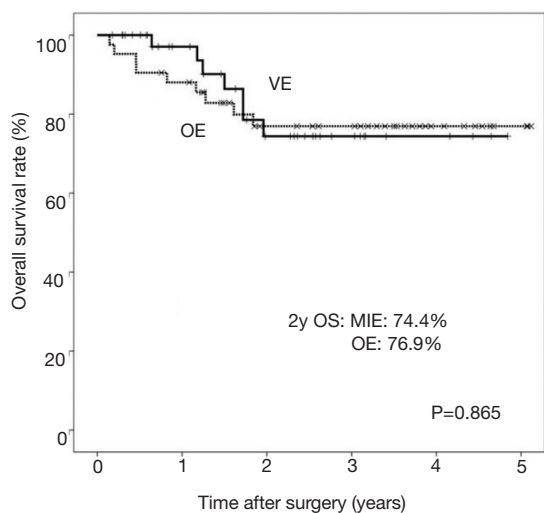 100
80
60
40
20
0
Overall survival rate (%)
VE
OE
2y OS: MIE: 74.4%
OE: 76.9%
P=0.865
0 1 2 3 4 5
Time after surgery (years)